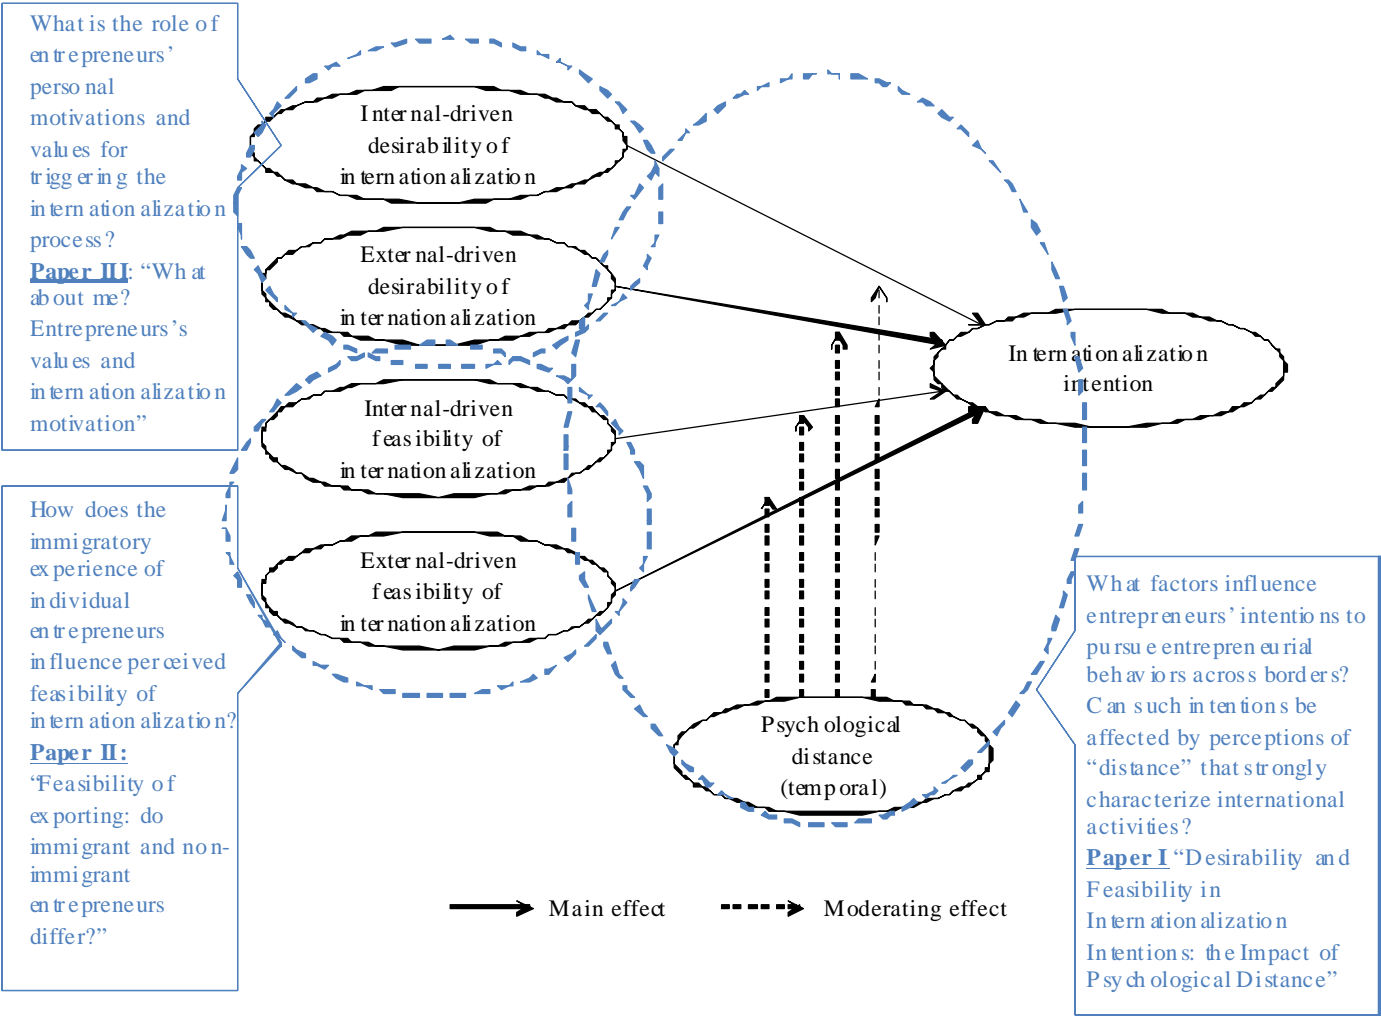 What is the role of
entrepreneurs’
personal
motivations and
values for
triggering the
internationalization
process?
Paper III: “What
about me?
Entrepreneurs’s
values and
internationalization
motivation”
Internal-driven
desirability of
internationalization
External-driven
desirability of
internationalization
Internal-driven
feasibility of
internationalization
External-driven
feasibility of
internationalization
Internationalization
intention
Psychological
distance
(temporal)
How does the
immigratory
experience of
individual
entrepreneurs
influence perceived
feasibility of
internationalization?
Paper II:
“Feasibility of
exporting: do
immigrant and non-
immigrant
entrepreneurs
differ?”
What factors influence
entrepreneurs’ intentions to
pursue entrepreneurial
behaviors across borders?
Can such intentions be
affected by perceptions of
“distance” that strongly
characterize international
activities?
Paper I “Desirability and
Feasibility in
Internationalization
Intentions: the Impact of
Psychological Distance”
Main effect
Moderating effect